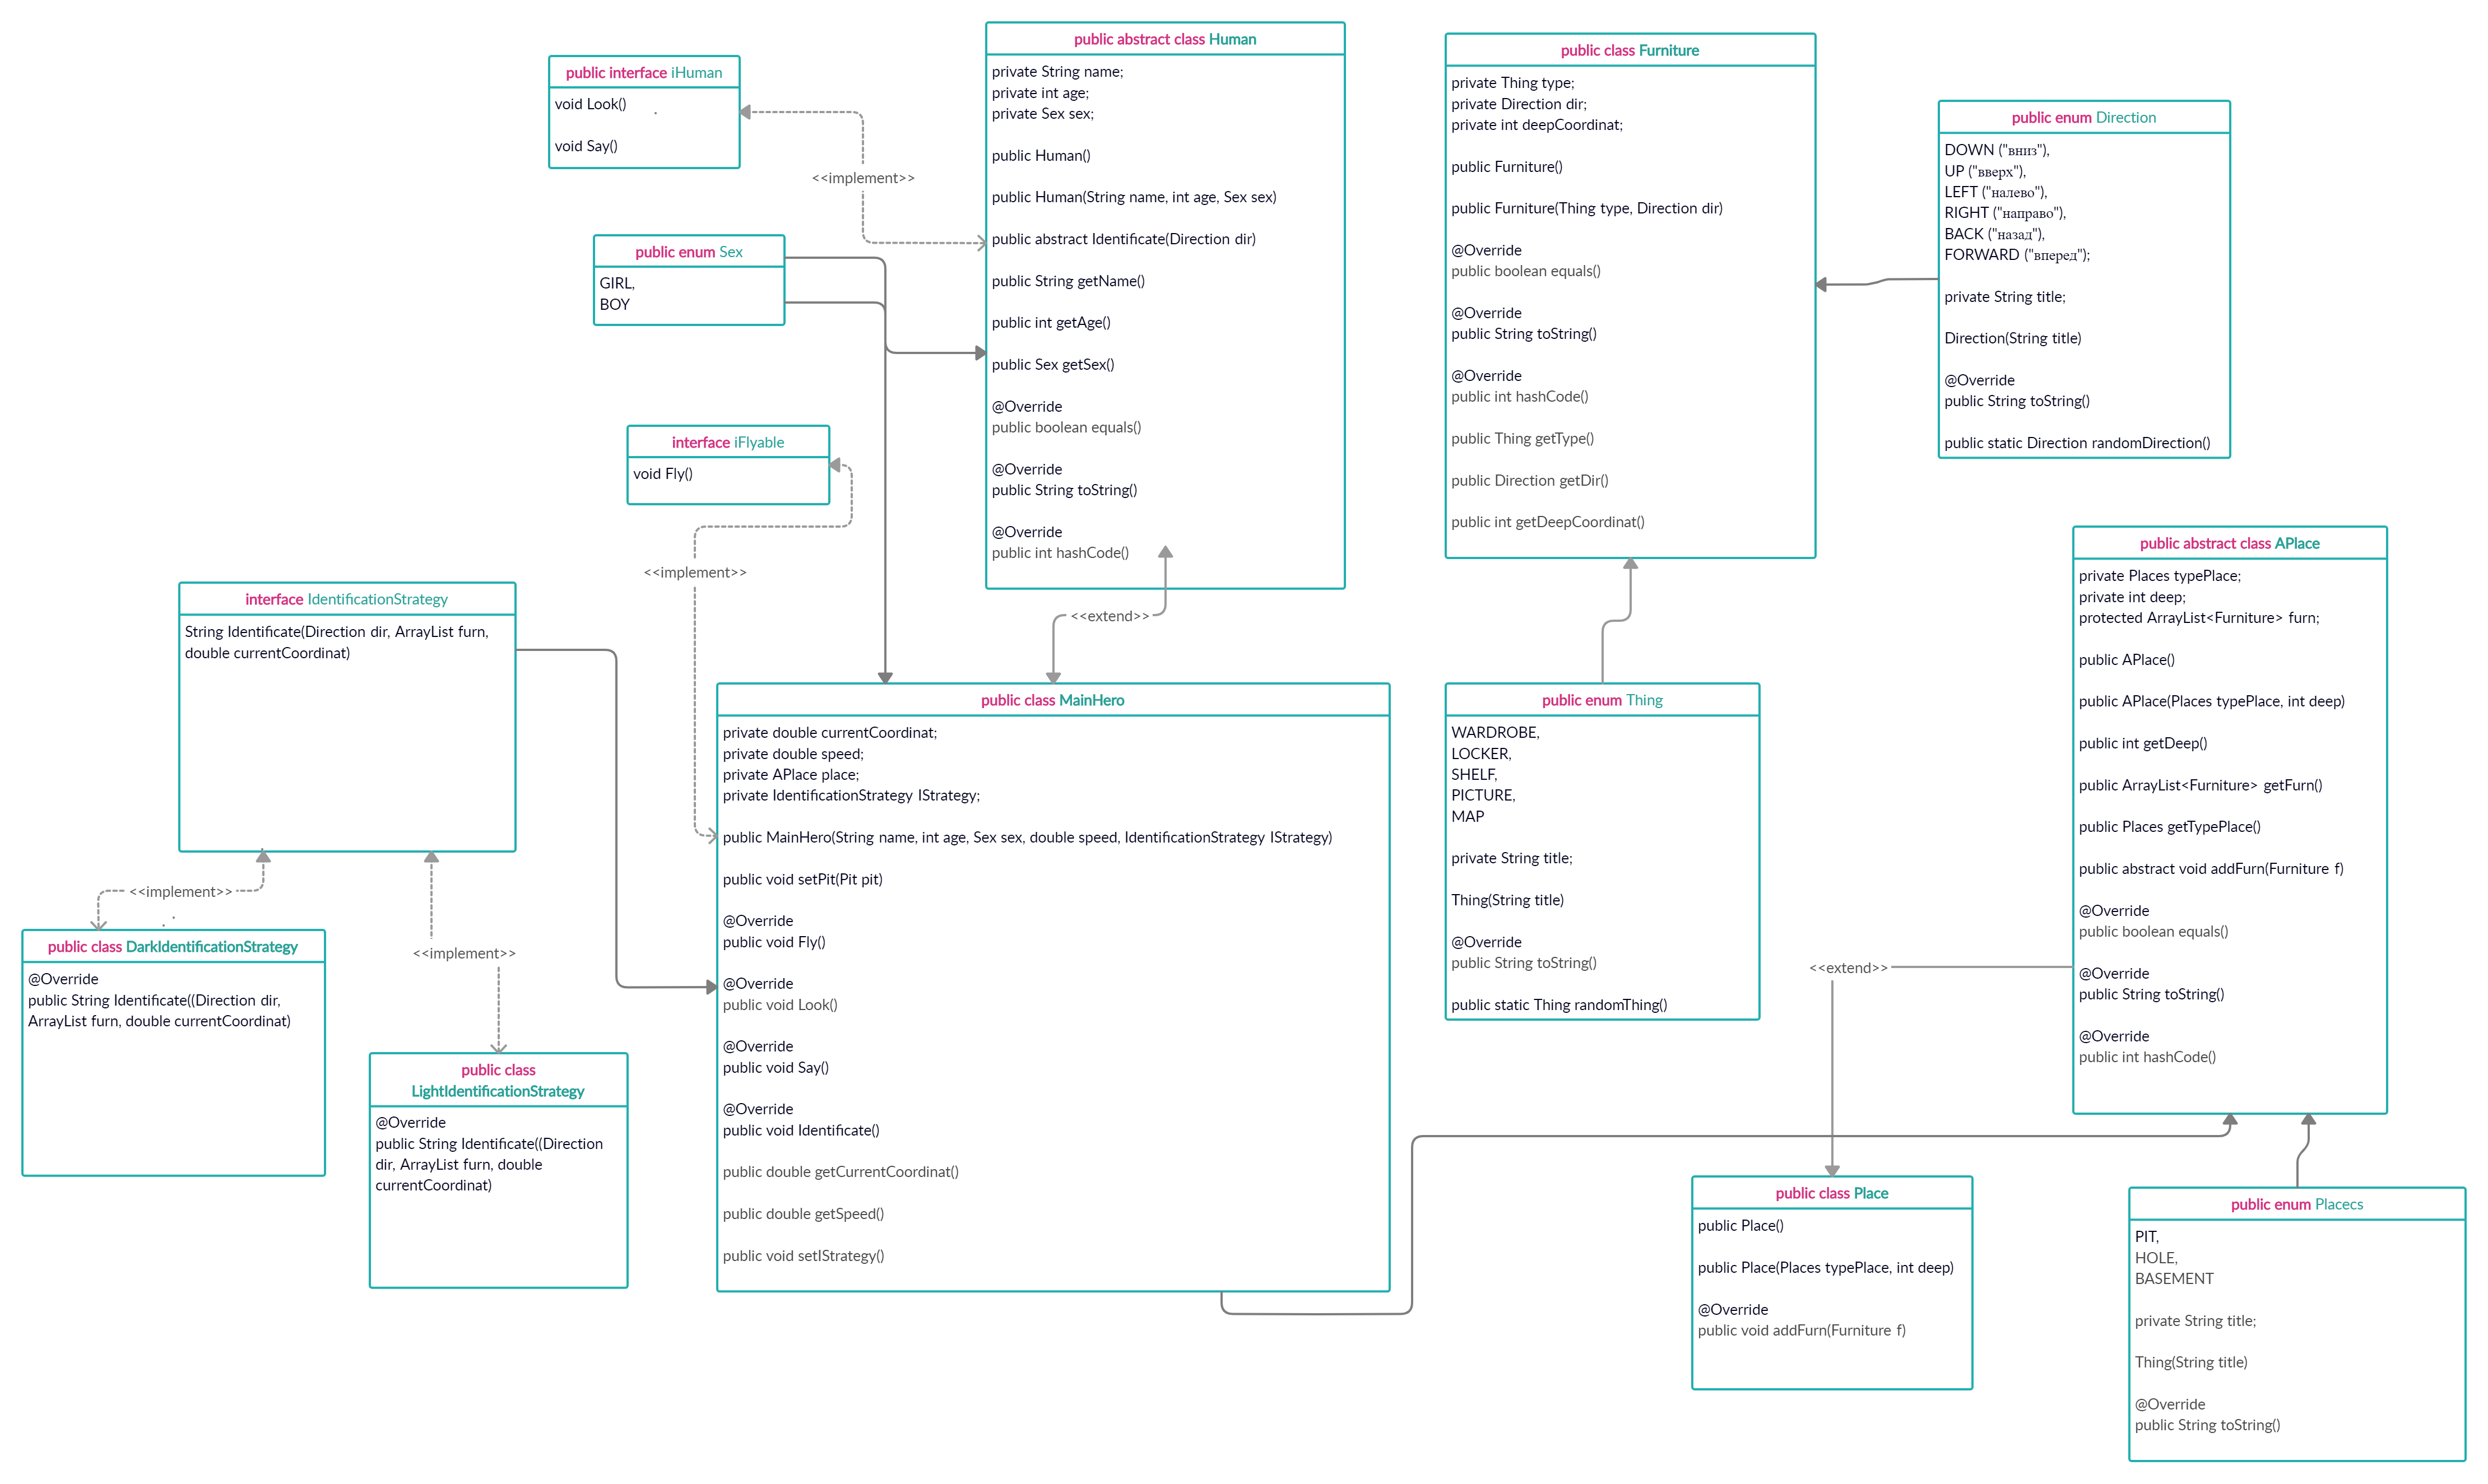 public interface iHuman
void Look()
void Say()
<<implement>>
public abstract class Human
private String name;
private int age;
private Sex sex;
public Human()
public Human(String name, int age, Sex sex)
public abstract Identificate(Direction dir)
public String getName()
public int getAge()
public Sex getSex()
@Override
public boolean equals()
@Override
public String toString()
@Override
public int hashCode()
<<extend>>
public class Furniture
private Thing type;
private Direction dir;
private int deepCoordinat;
public Furniture()
public Furniture(Thing type, Direction dir)
@Override
public boolean equals()
@Override
public String toString()
@Override
public int hashCode()
public Thing getType()
public Direction getDir()
public int getDeepCoordinat()
public enum Direction
DOWN ("вниз"),
UP ("вверх"),
LEFT ("налево"),
RIGHT ("направо"),
BACK ("назад"),
FORWARD ("вперед");
private String title;
Direction(String title)
@Override
public String toString()
public static Direction randomDirection()
public enum Sex
GIRL,
BOY
interface iFlyable
void Fly()
<<implement>>
interface IdentificationStrategy
String Identificate(Direction dir, ArrayList furn,
double currentCoordinat)
<<implement>>
<<implement>>
public class DarkIdentificationStrategy
@Override
public String Identificate((Direction dir,
ArrayList furn, double currentCoordinat)
public class
LightIdentificationStrategy
@Override
public String Identificate((Direction
dir, ArrayList furn, double
currentCoordinat)
public class MainHero
private double currentCoordinat;
private double speed;
private APlace place;
private IdentificationStrategy IStrategy;
public MainHero(String name, int age, Sex sex, double speed, IdentificationStrategy IStrategy)
public void setPit(Pit pit)
@Override
public void Fly()
@Override
public void Look()
@Override
public void Say()
@Override
public void Identificate()
public double getCurrentCoordinat()
public double getSpeed()
public void setIStrategy()
public enum Thing
WARDROBE,
LOCKER,
SHELF,
PICTURE,
MAP
private String title;
Thing(String title)
@Override
public String toString()
public static Thing randomThing()
public abstract class APlace
private Places typePlace;
private int deep;
protected ArrayList<Furniture> furn;
public APlace()
public APlace(Places typePlace, int deep)
public int getDeep()
public ArrayList<Furniture> getFurn()
public Places getTypePlace()
public abstract void addFurn(Furniture f)
@Override
public boolean equals()
@Override
public String toString()
@Override
public int hashCode()
<<extend>>
public class Place
public Place()
public Place(Places typePlace, int deep)
@Override
public void addFurn(Furniture f)
public enum Placecs
PIT,
HOLE,
BASEMENT
private String title;
Thing(String title)
@Override
public String toString()